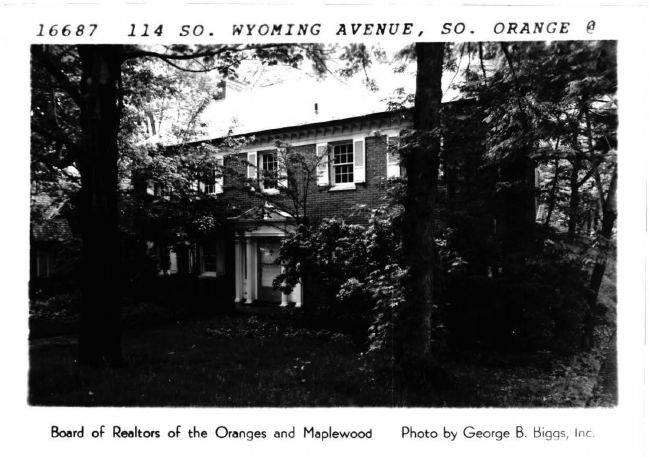 16687 114 SO. WYOMING AVENUE, SO. ORANGE @
Board of Realtors of the Oranges and Maplewood Photo by George B. Biggs, Inc.